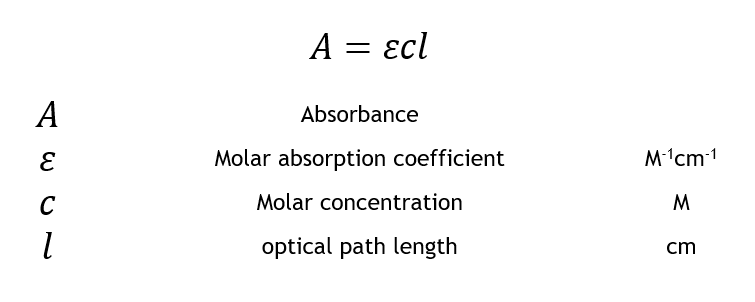 A = εcl
A Absorbance
ε Molar absorption coefficient M⁻¹cm⁻¹
c Molar concentration M
l optical path length cm